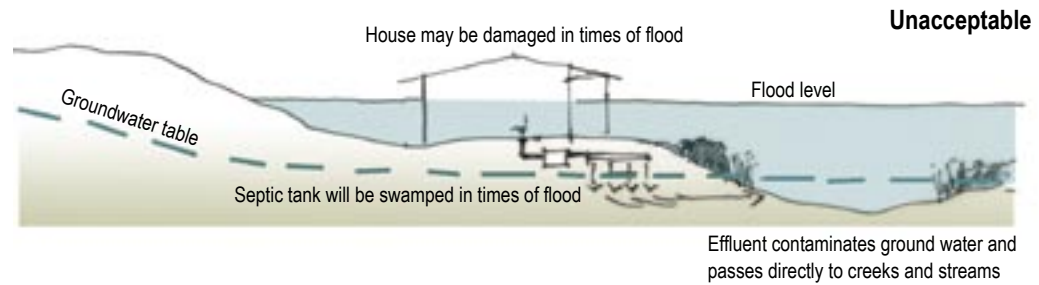 Unacceptable
House may be damaged in times of flood
Flood level
Groundwater table
Septic tank will be swamped in times of flood
Effluent contaminates ground water and
passes directly to creeks and streams